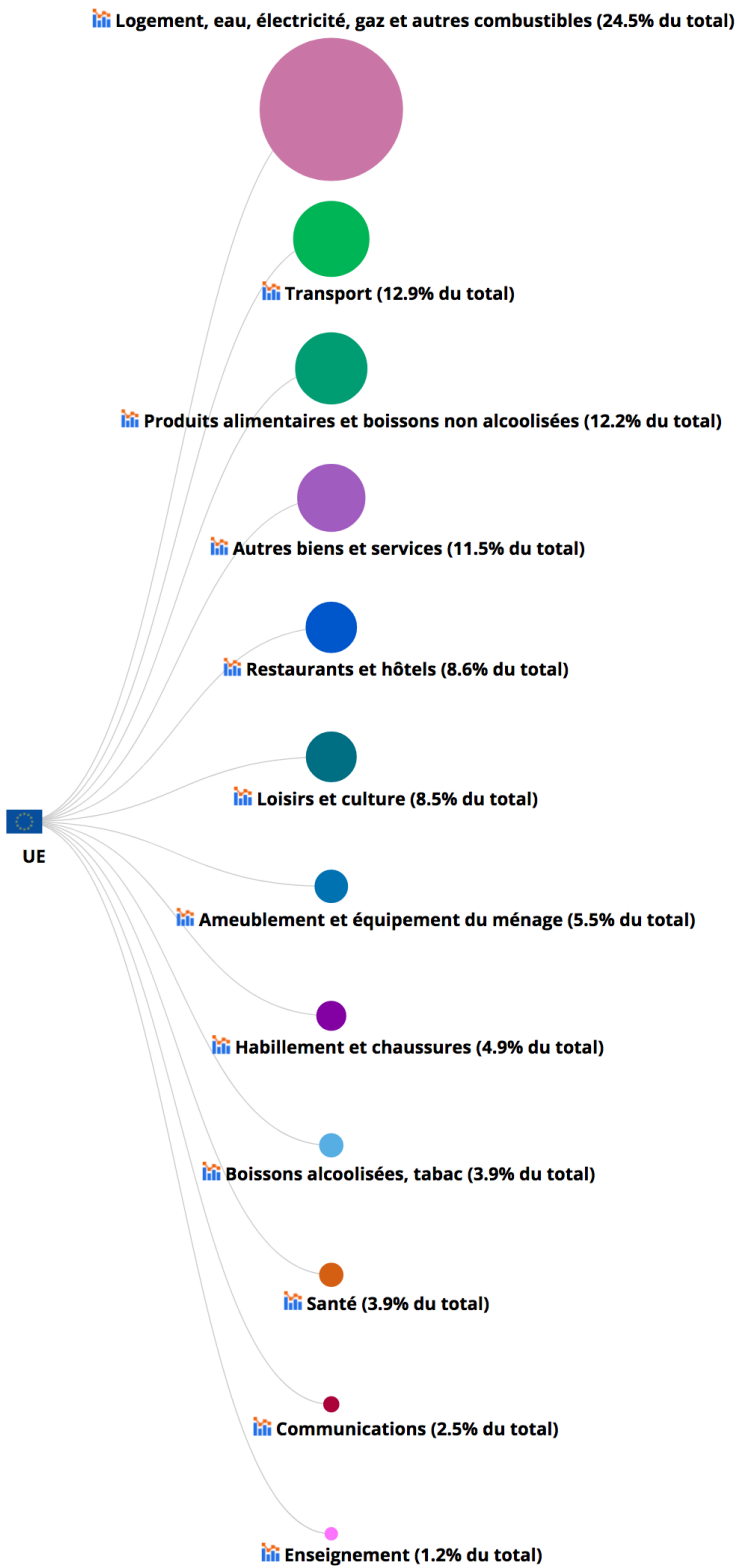 Logement, eau, électricité, gaz et autres combustibles (24.5% du total)
Transport (12.9% du total)
Produits alimentaires et boissons non alcoolisées (12.2% du total)
Autres biens et services (11.5% du total)
Restaurants et hôtels (8.6% du total)
Loisirs et culture (8.5% du total)
UE
Ameublement et équipement du ménage (5.5% du total)
Habillement et chaussures (4.9% du total)
Boissons alcoolisées, tabac (3.9% du total)
Santé (3.9% du total)
Communications (2.5% du total)
Enseignement (1.2% du total)